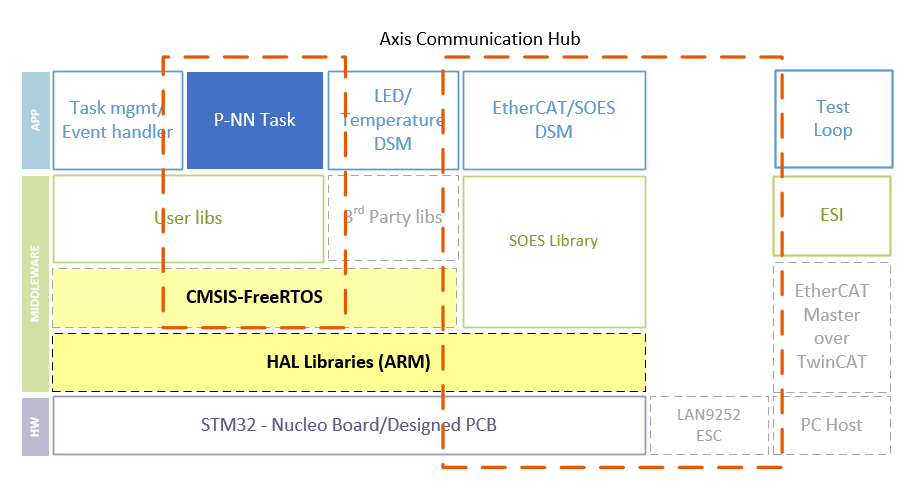 Axis Communication Hub
APP
Task mgmt/
Event handler
P-NN Task
LED/
Temperature
DSM
EtherCAT/SOES
DSM
Test
Loop
MIDDLEWARE
User libs
3rd Party libs
SOES Library
ESI
CMSIS-FreeRTOS
EtherCAT
Master
over
TwinCAT
HAL Libraries (ARM)
HW
STM32 - Nucleo Board/Designed PCB
LAN9252
ESC
PC Host